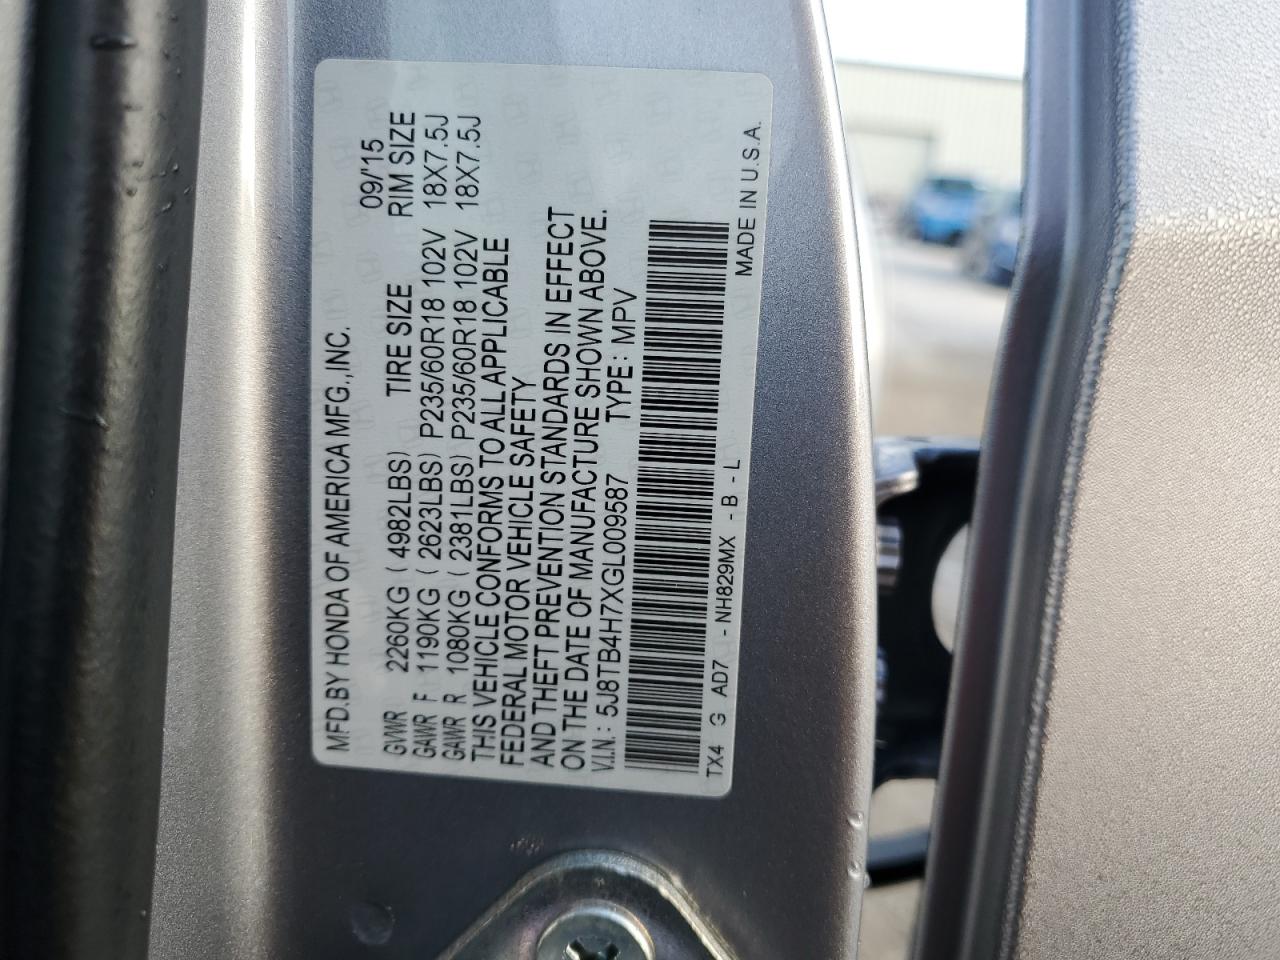 MFD.BY HONDA OF AMERICA MFG.,INC. 09/'15
GVWR 2260KG ( 4982LBS) TIRE SIZE RIM SIZE
GAWR F 1190KG ( 2623LBS) P235/60R18 102V 18X7.5J
GAWR R 1080KG ( 2381LBS) P235/60R18 102V 18X7.5J
THIS VEHICLE CONFORMS TO ALL APPLICABLE
FEDERAL MOTOR VEHICLE SAFETY
AND THEFT PREVENTION STANDARDS IN EFFECT
ON THE DATE OF MANUFACTURE SHOWN ABOVE.
V.I.N.: 5J8TB4H7XGL009587 TYPE: MPV
TX4 G AD7 - NH829MX - B - L MADE IN U.S.A.